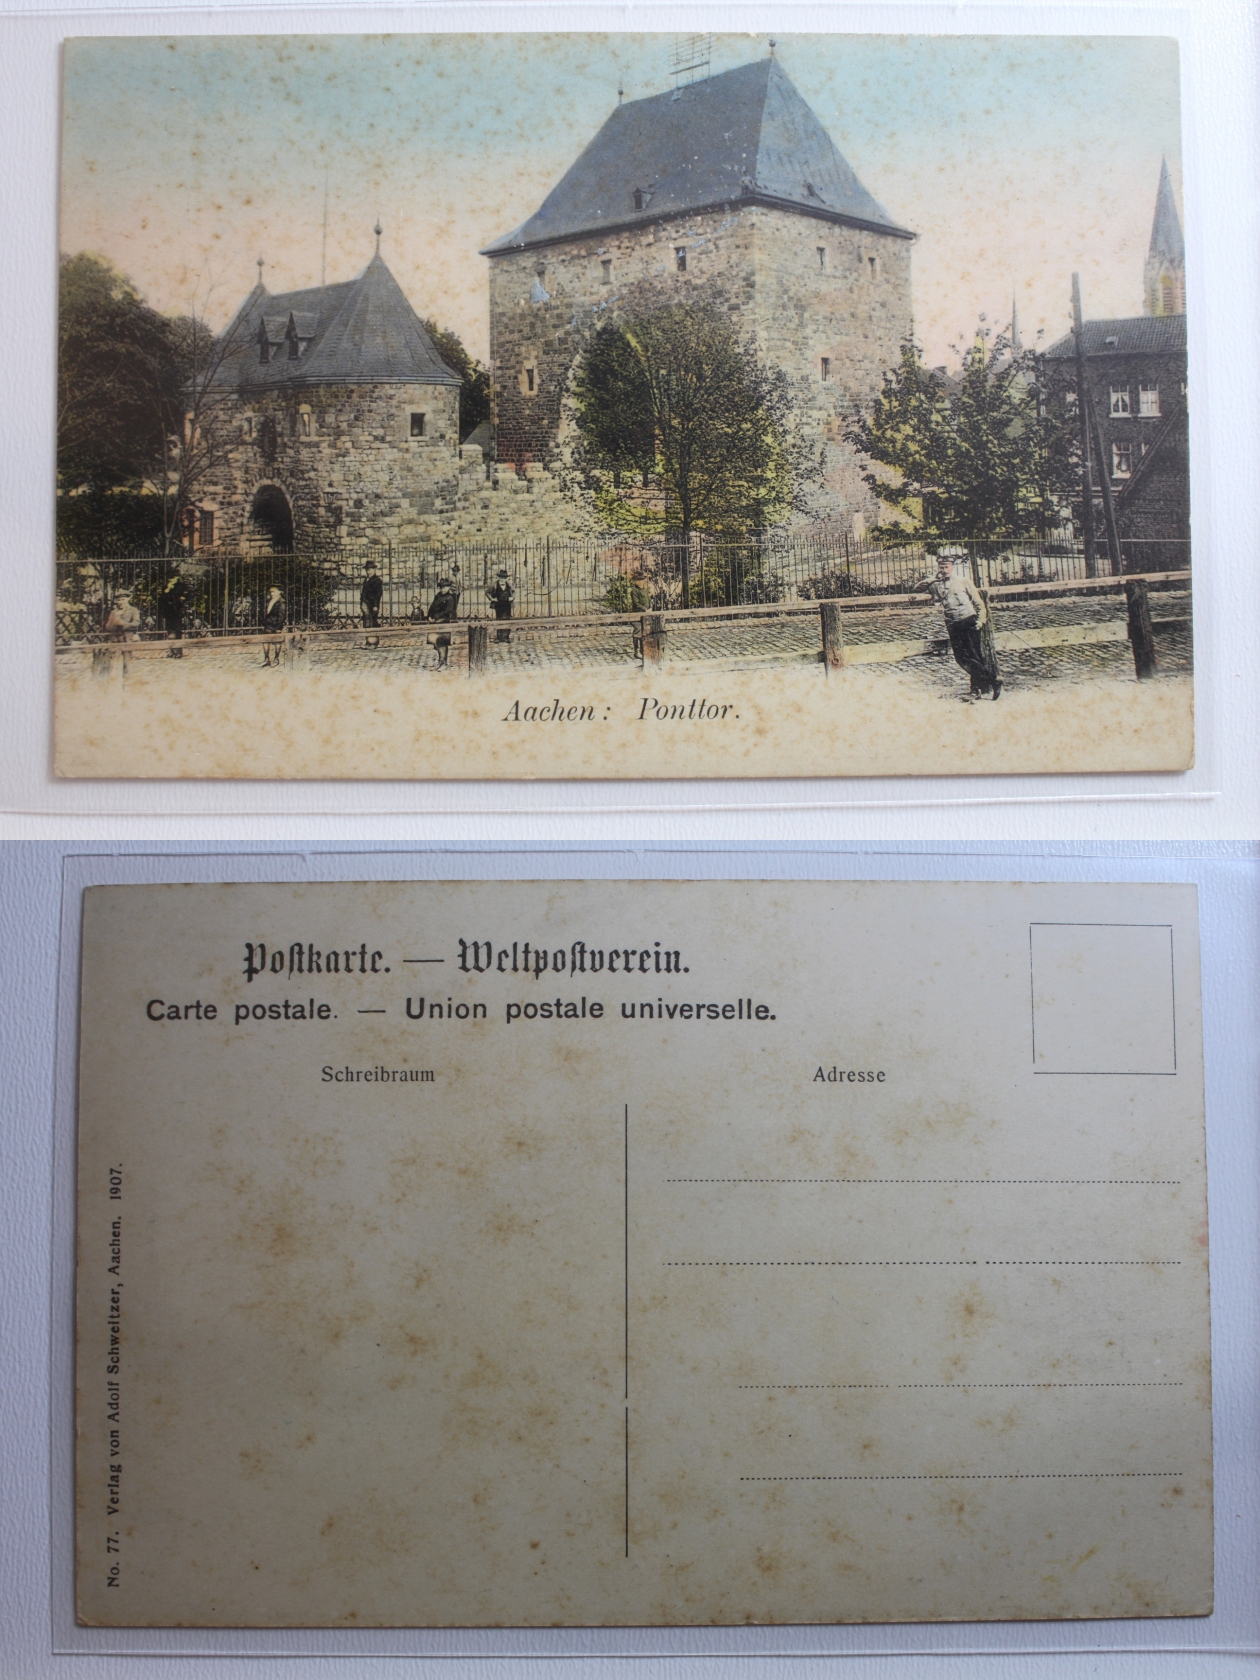 Aachen: Ponttor.
Postkarte. — Weltpostverein.
Carte postale. — Union postale universelle.
Schreibraum
Adresse
No. 77. Verlag von Adolf Schweitzer, Aachen. 1907.